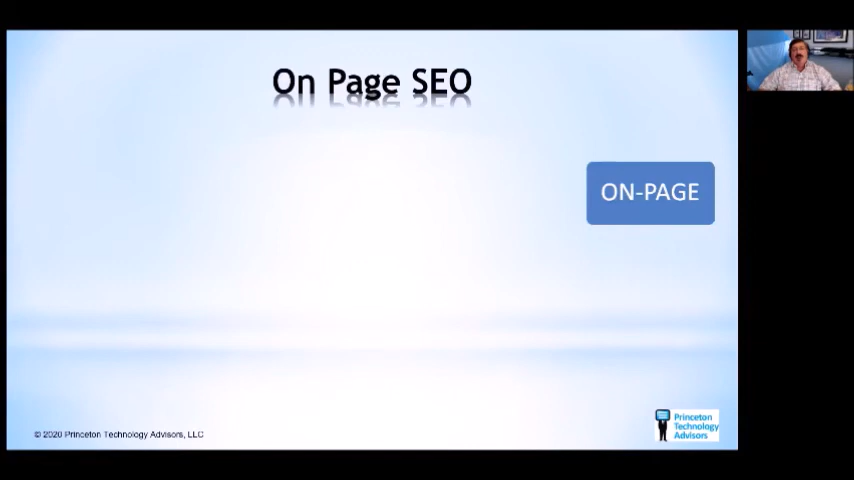 On Page SEO
ON-PAGE
© 2020 Princeton Technology Advisors, LLC
Princeton
Technology
Advisors